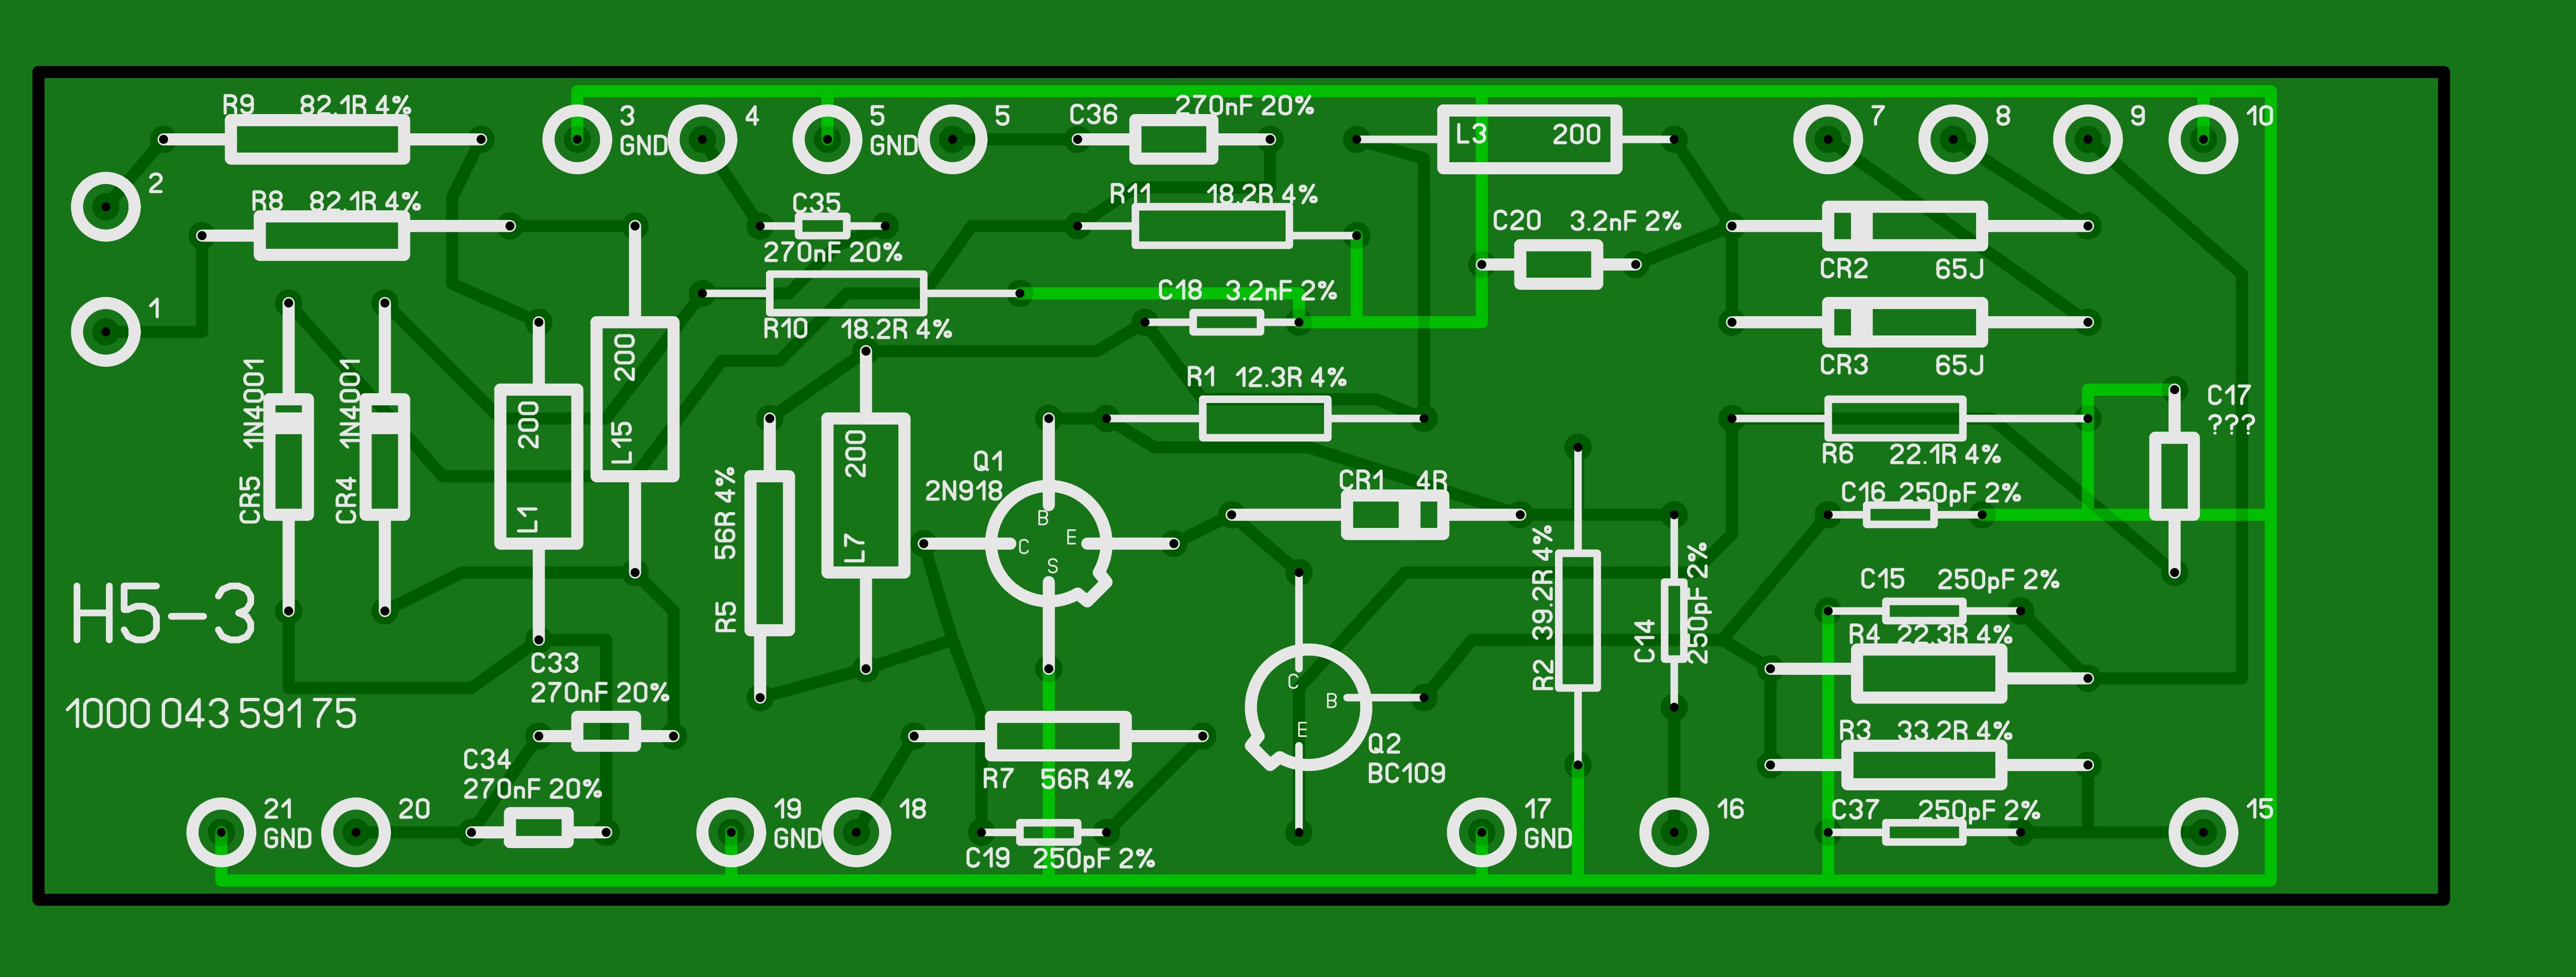 R9 82.1R 4%
2
R8 82.1R 4%
1
3
GND
4
5
GND
5
C36 270nF 20%
L3 200
7
8
9
10
C35
270nF 20%
R11 18.2R 4%
C20 3.2nF 2%
CR2 65J
R10 18.2R 4%
C18 3.2nF 2%
CR3 65J
CR5 1N4001
CR4 1N4001
L1 200
L15 200
R5 56R 4%
L7 200
R1 12.3R 4%
Q1
2N918
B
C
E
S
CR1 4R
R6 22.1R 4%
C17
???
C16 250pF 2%
R2 39.2R 4%
C14 250pF 2%
C15 250pF 2%
R4 22.3R 4%
H5-3
1000 043 59175
C33
270nF 20%
C34
270nF 20%
R7 56R 4%
C
B
E
Q2
BC109
R3 33.2R 4%
C37 250pF 2%
21
GND
20
19
GND
18
C19 250pF 2%
17
GND
16
15